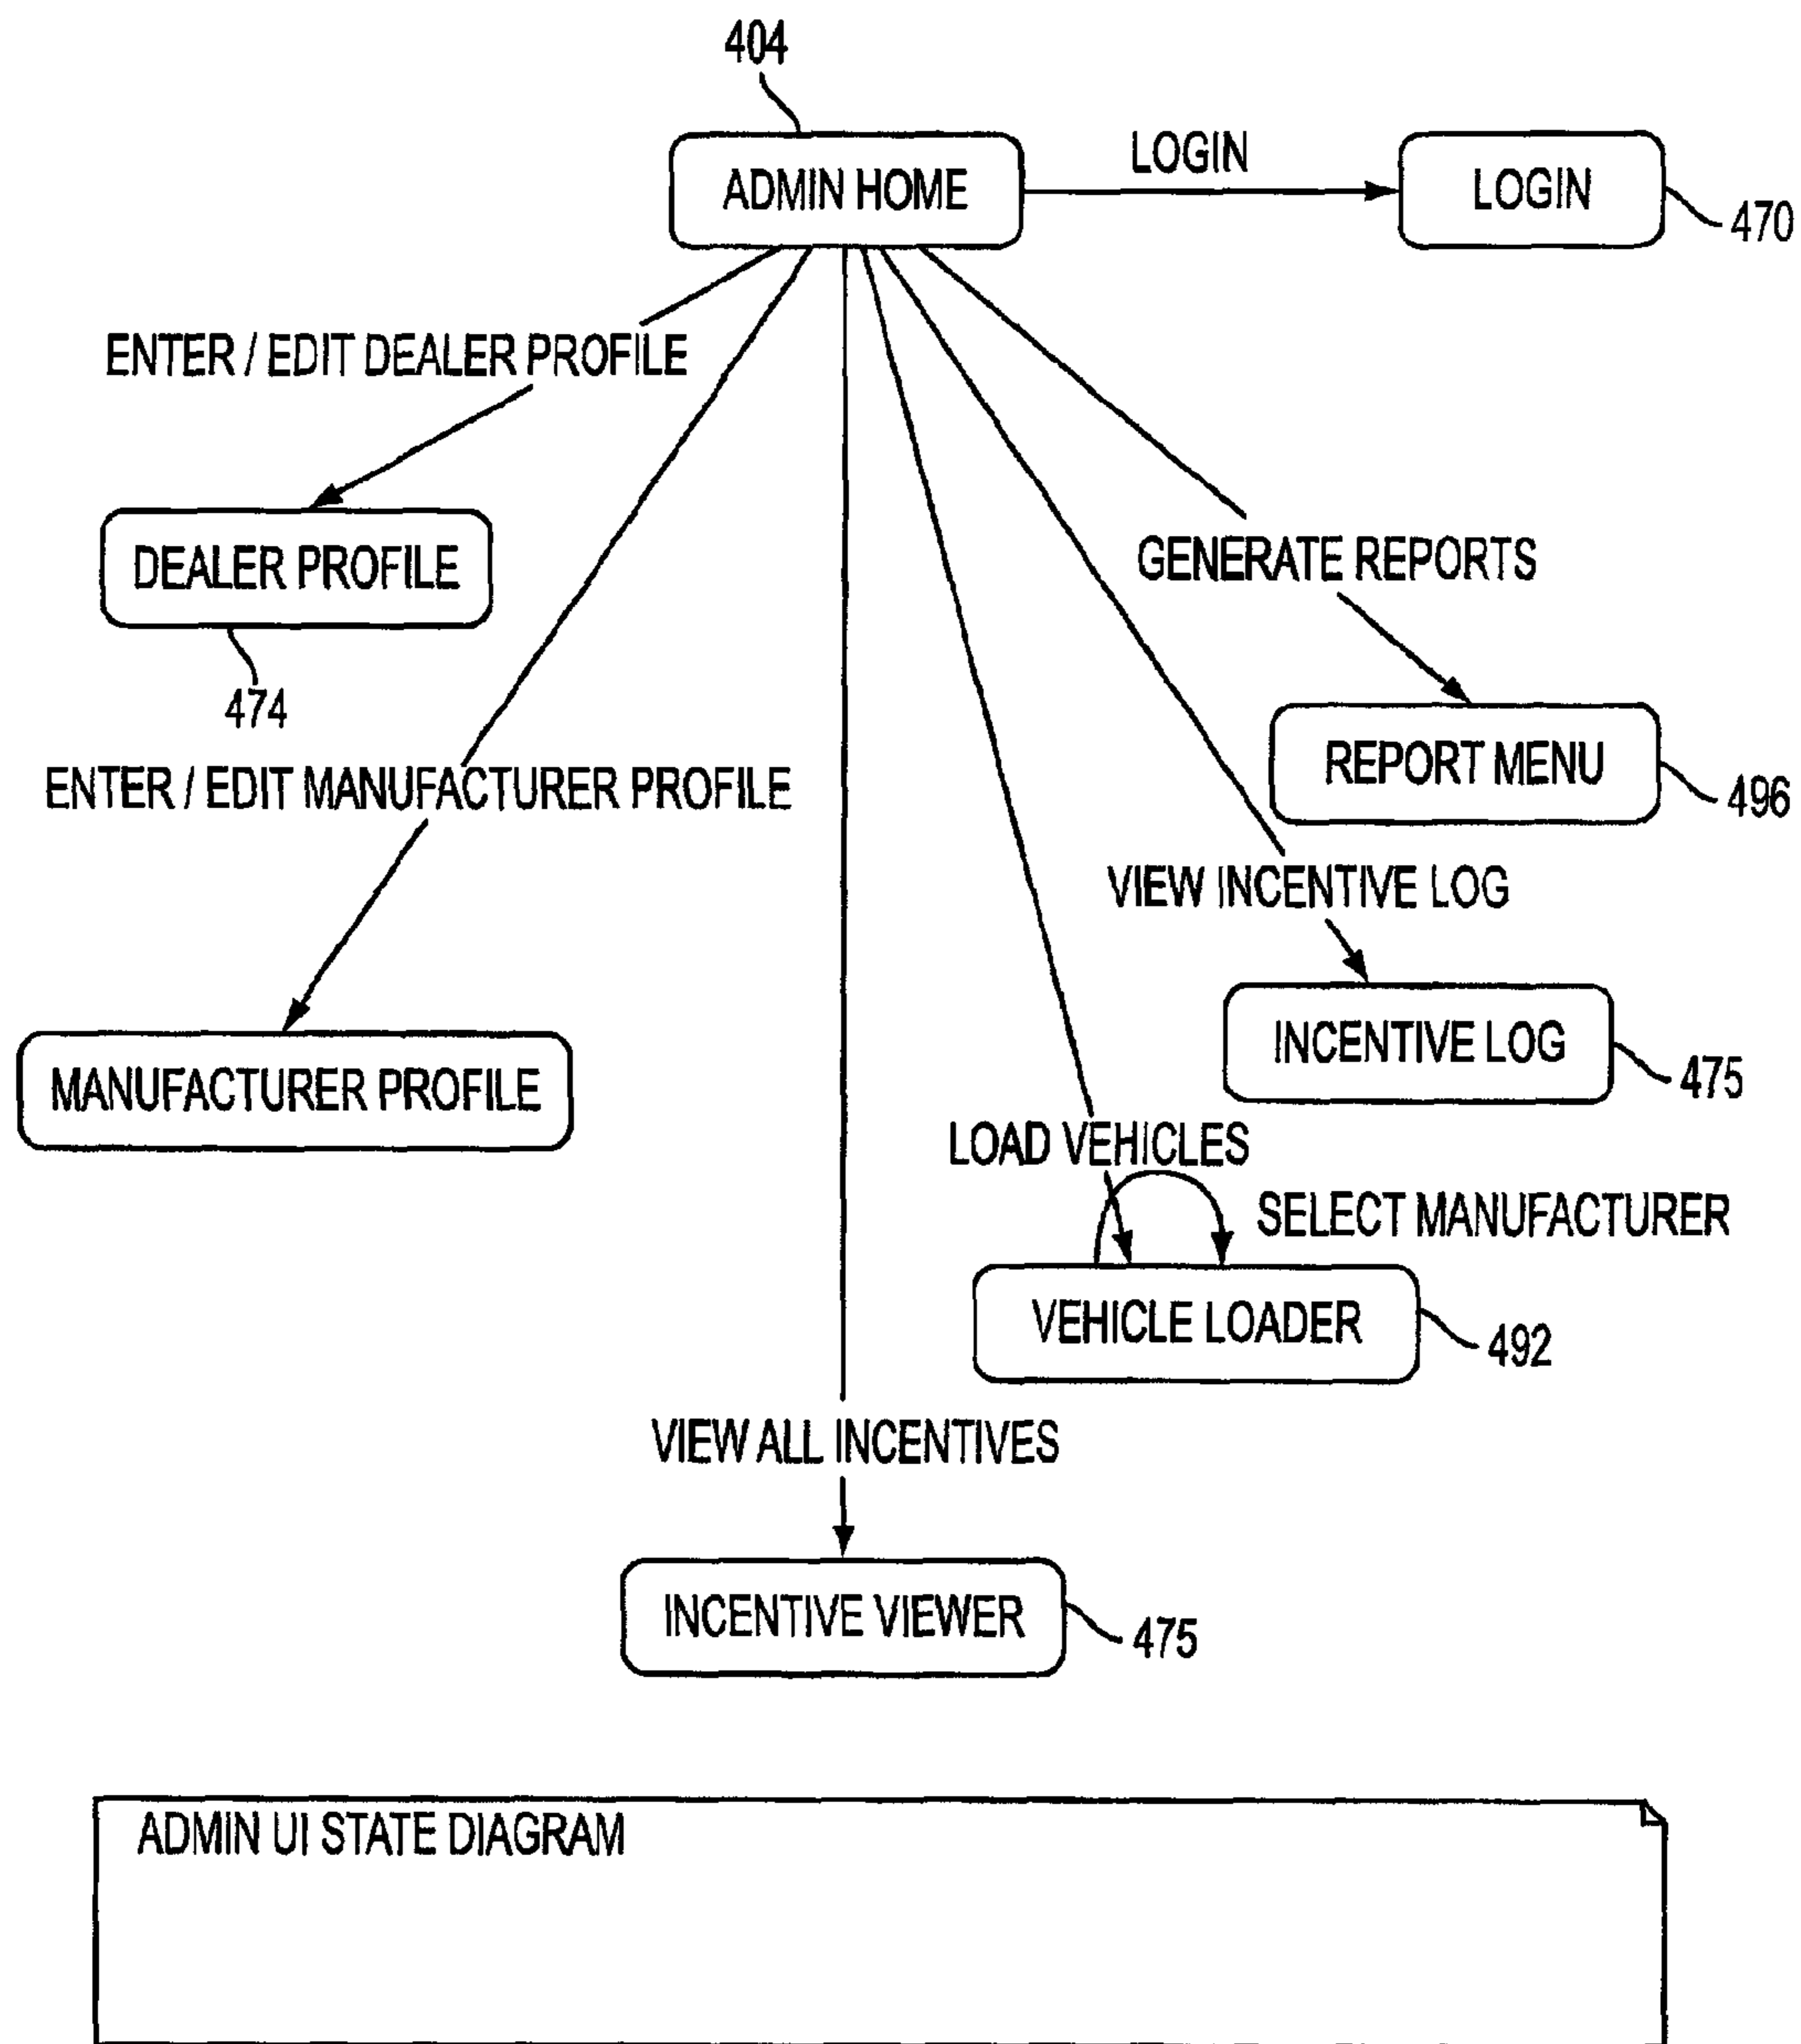 404
ADMIN HOME
LOGIN
LOGIN
470
ENTER / EDIT DEALER PROFILE
DEALER PROFILE
474
GENERATE REPORTS
REPORT MENU
496
ENTER / EDIT MANUFACTURER PROFILE
VIEW INCENTIVE LOG
INCENTIVE LOG
475
MANUFACTURER PROFILE
LOAD VEHICLES
SELECT MANUFACTURER
VEHICLE LOADER
492
VIEW ALL INCENTIVES
INCENTIVE VIEWER
475
ADMIN UI STATE DIAGRAM